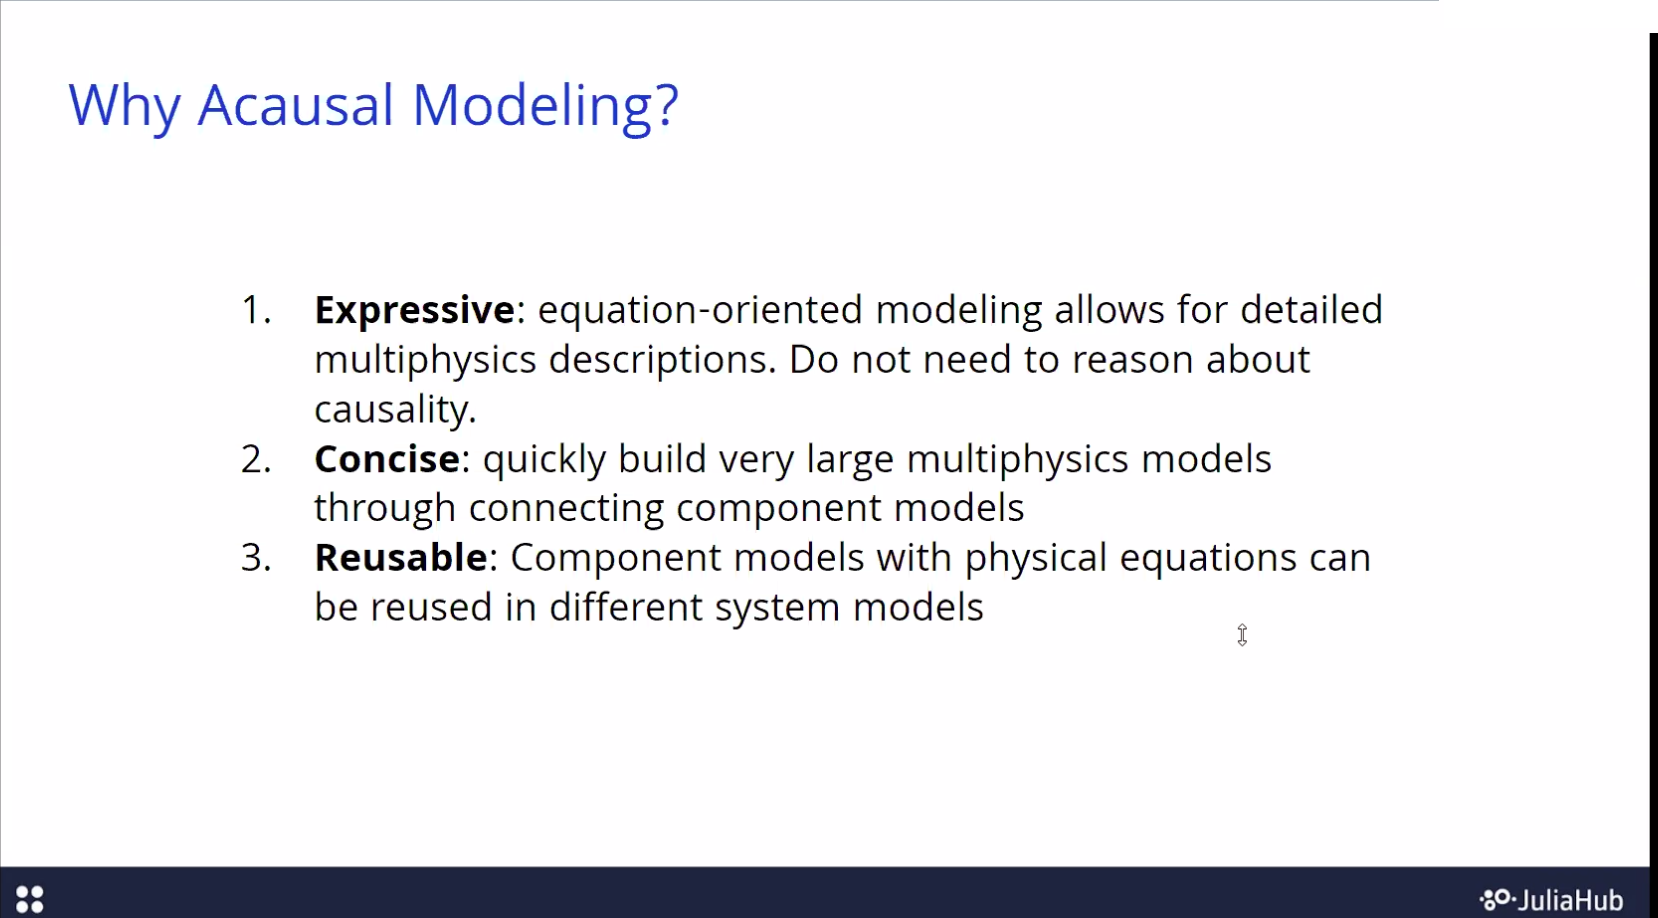 Why Acausal Modeling?
1. Expressive: equation-oriented modeling allows for detailed
multiphysics descriptions. Do not need to reason about
causality.
2. Concise: quickly build very large multiphysics models
through connecting component models
3. Reusable: Component models with physical equations can
be reused in different system models
JuliaHub